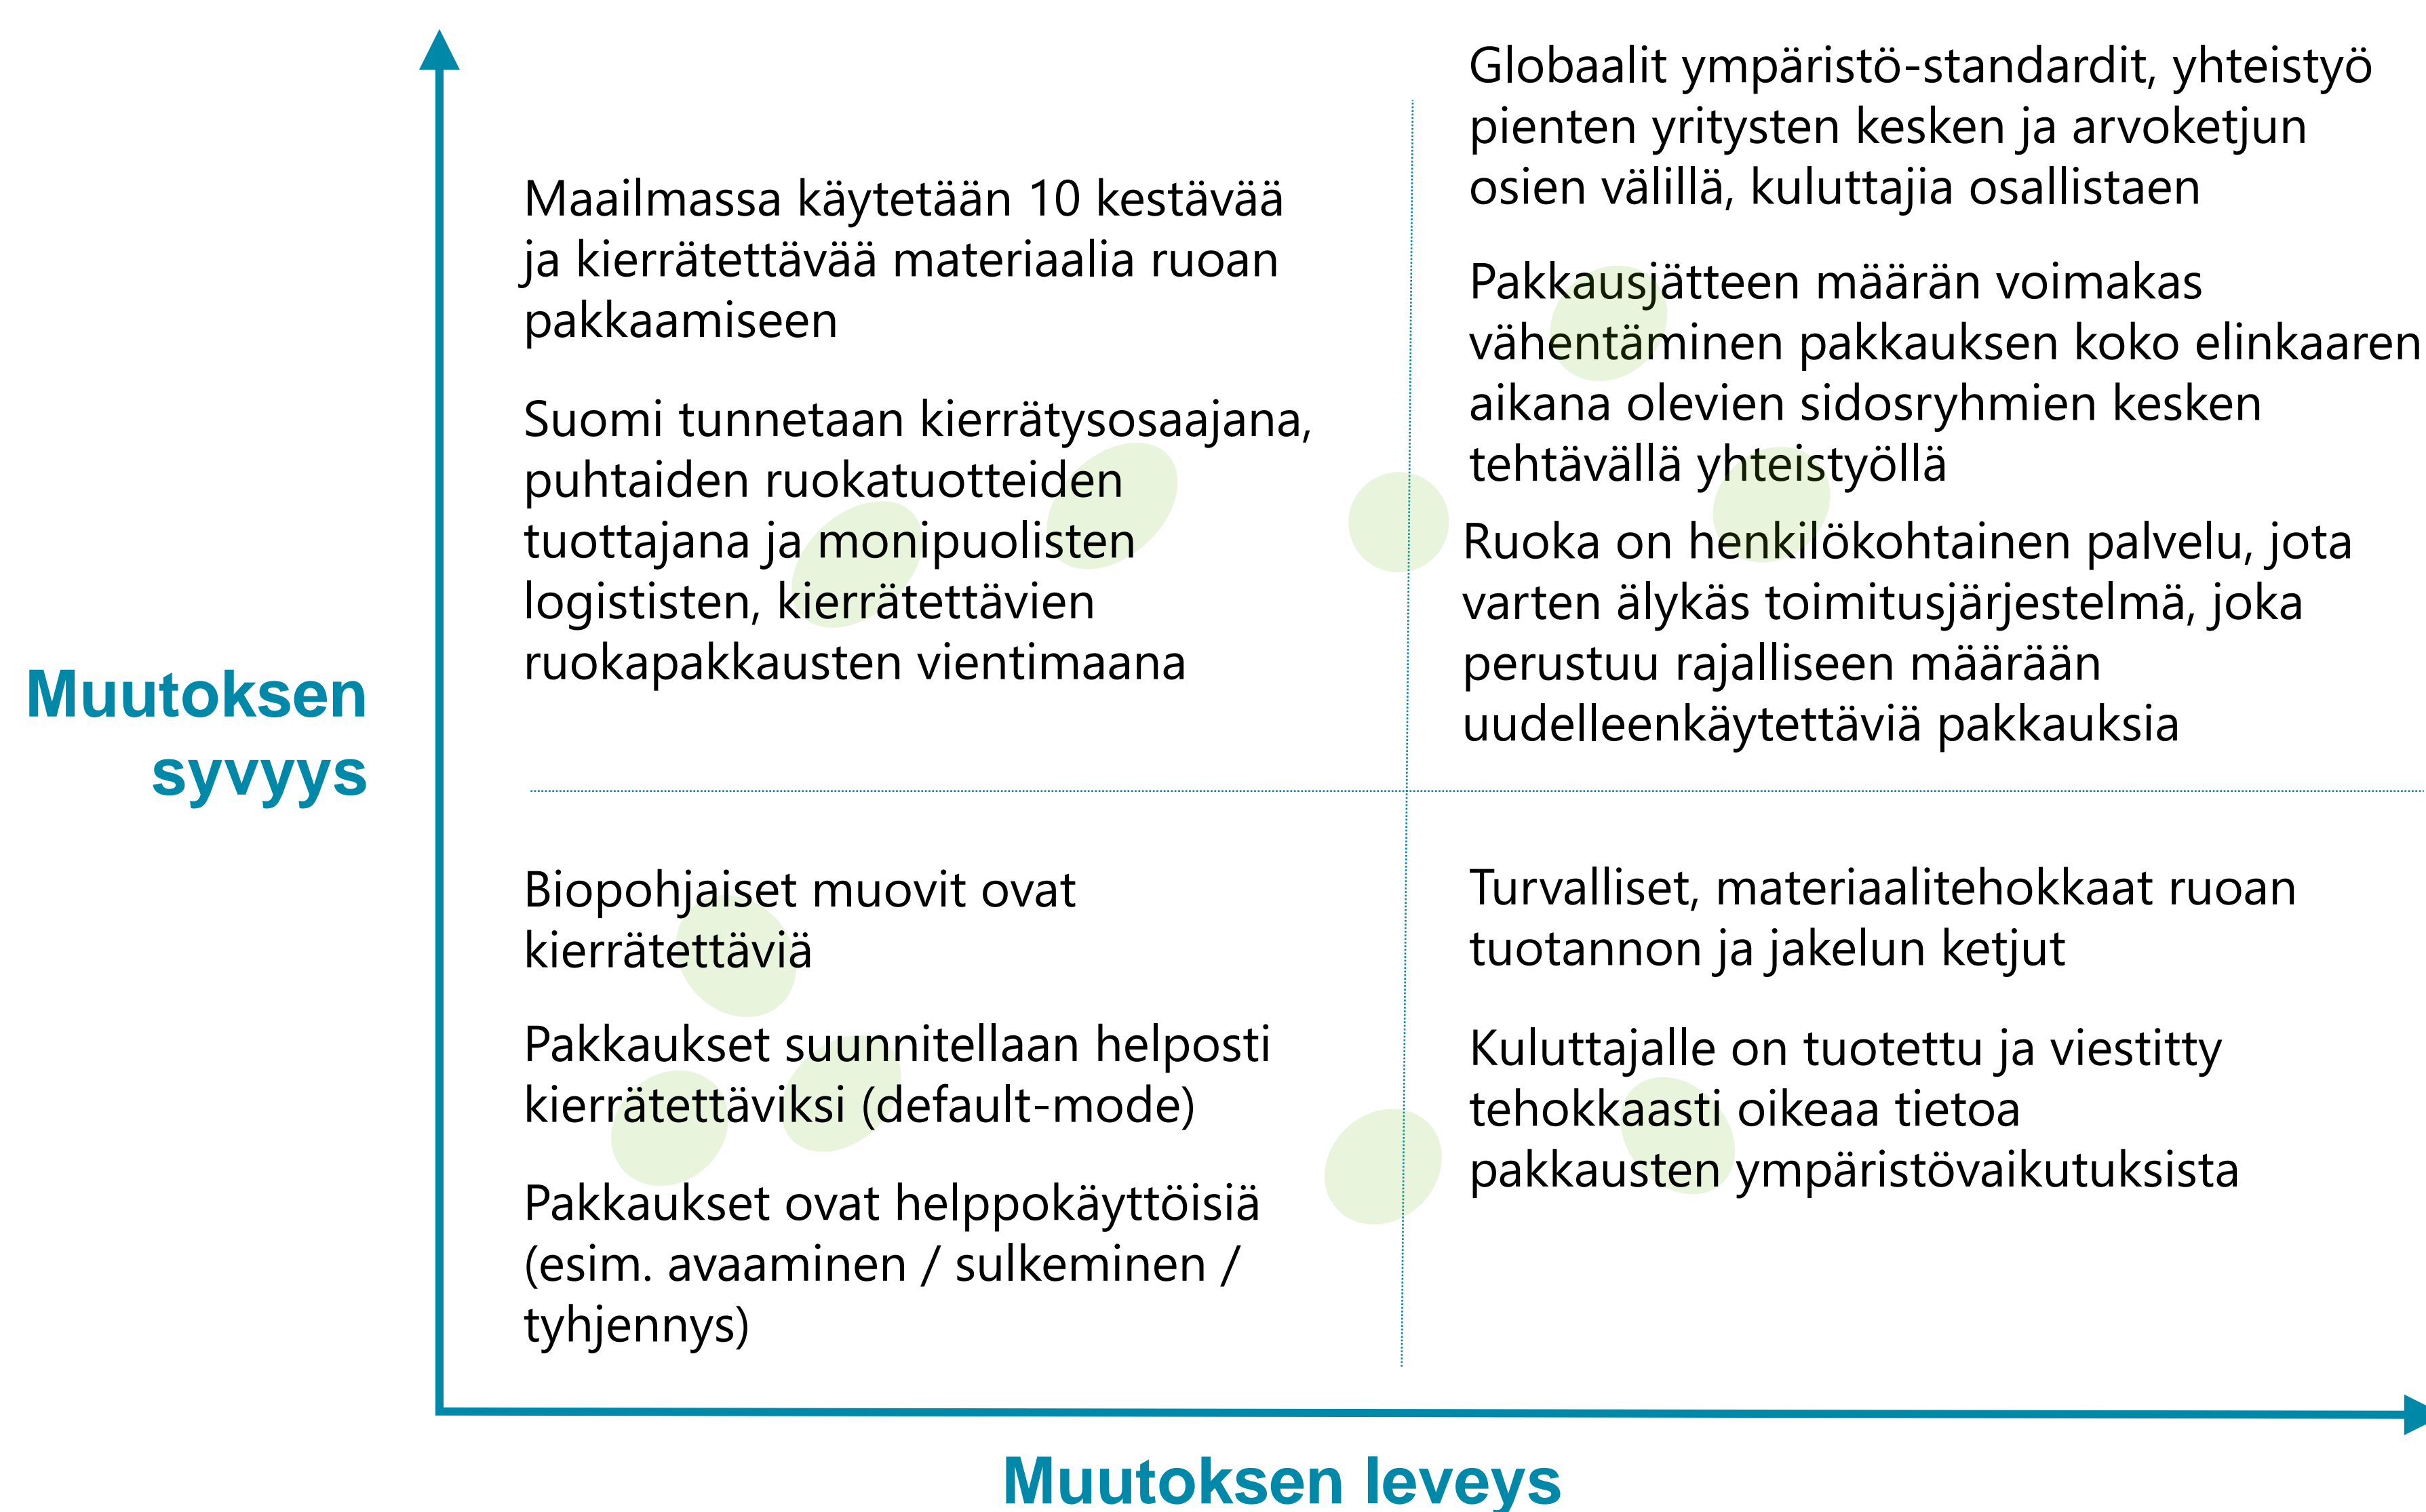 Maailmassa käytetään 10 kestävää
ja kierrätettävää materiaalia ruoan
pakkaamiseen
Suomi tunnetaan kierrätysosaajana,
puhtaiden ruokatuotteiden
tuottajana ja monipuolisten
logististen, kierrätettävien
ruokapakkausten vientimaana
Globaalit ympäristö-standardit, yhteistyö
pienten yritysten kesken ja arvoketjun
osien välillä, kuluttajia osallistaen
Pakkausjätteen määrän voimakas
vähentäminen pakkauksen koko elinkaaren
aikana olevien sidosryhmien kesken
tehtävällä yhteistyöllä
Ruoka on henkilökohtainen palvelu, jota
varten älykäs toimitusjärjestelmä, joka
perustuu rajalliseen määrään
uudelleenkäytettäviä pakkauksia
Muutoksen
syvyys
Biopohjaiset muovit ovat
kierrätettäviä
Pakkaukset suunnitellaan helposti
kierrätettäviksi (default-mode)
Pakkaukset ovat helppokäyttöisiä
(esim. avaaminen / sulkeminen /
tyhjennys)
Turvalliset, materiaalitehokkaat ruoan
tuotannon ja jakelun ketjut
Kuluttajalle on tuotettu ja viestitty
tehokkaasti oikeaa tietoa
pakkausten ympäristövaikutuksista
Muutoksen leveys